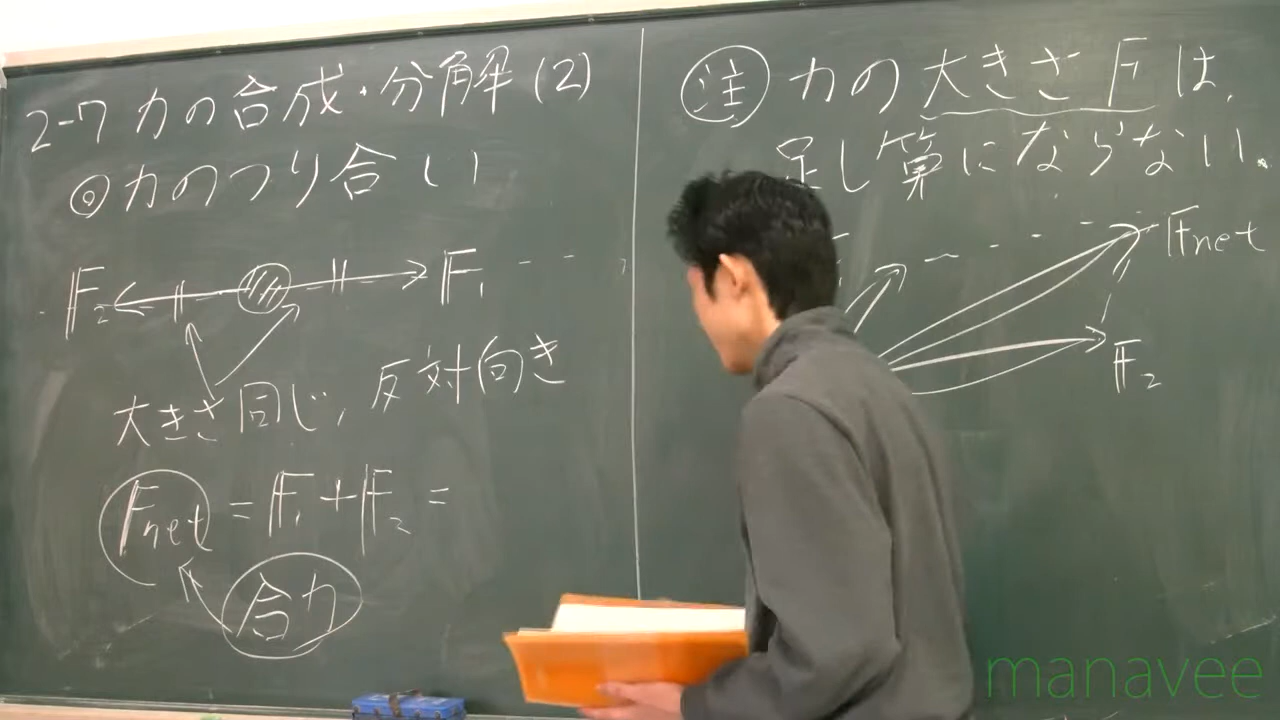 2-7 力の合成・分解(2)
◎力のつり合い
F₂ F₁
大きさ同じ, 反対向き
Fnet = F₁ + F₂ =
合力
注 力の大きさFは,
足し算にならない.
Fnet
F₂
manavee